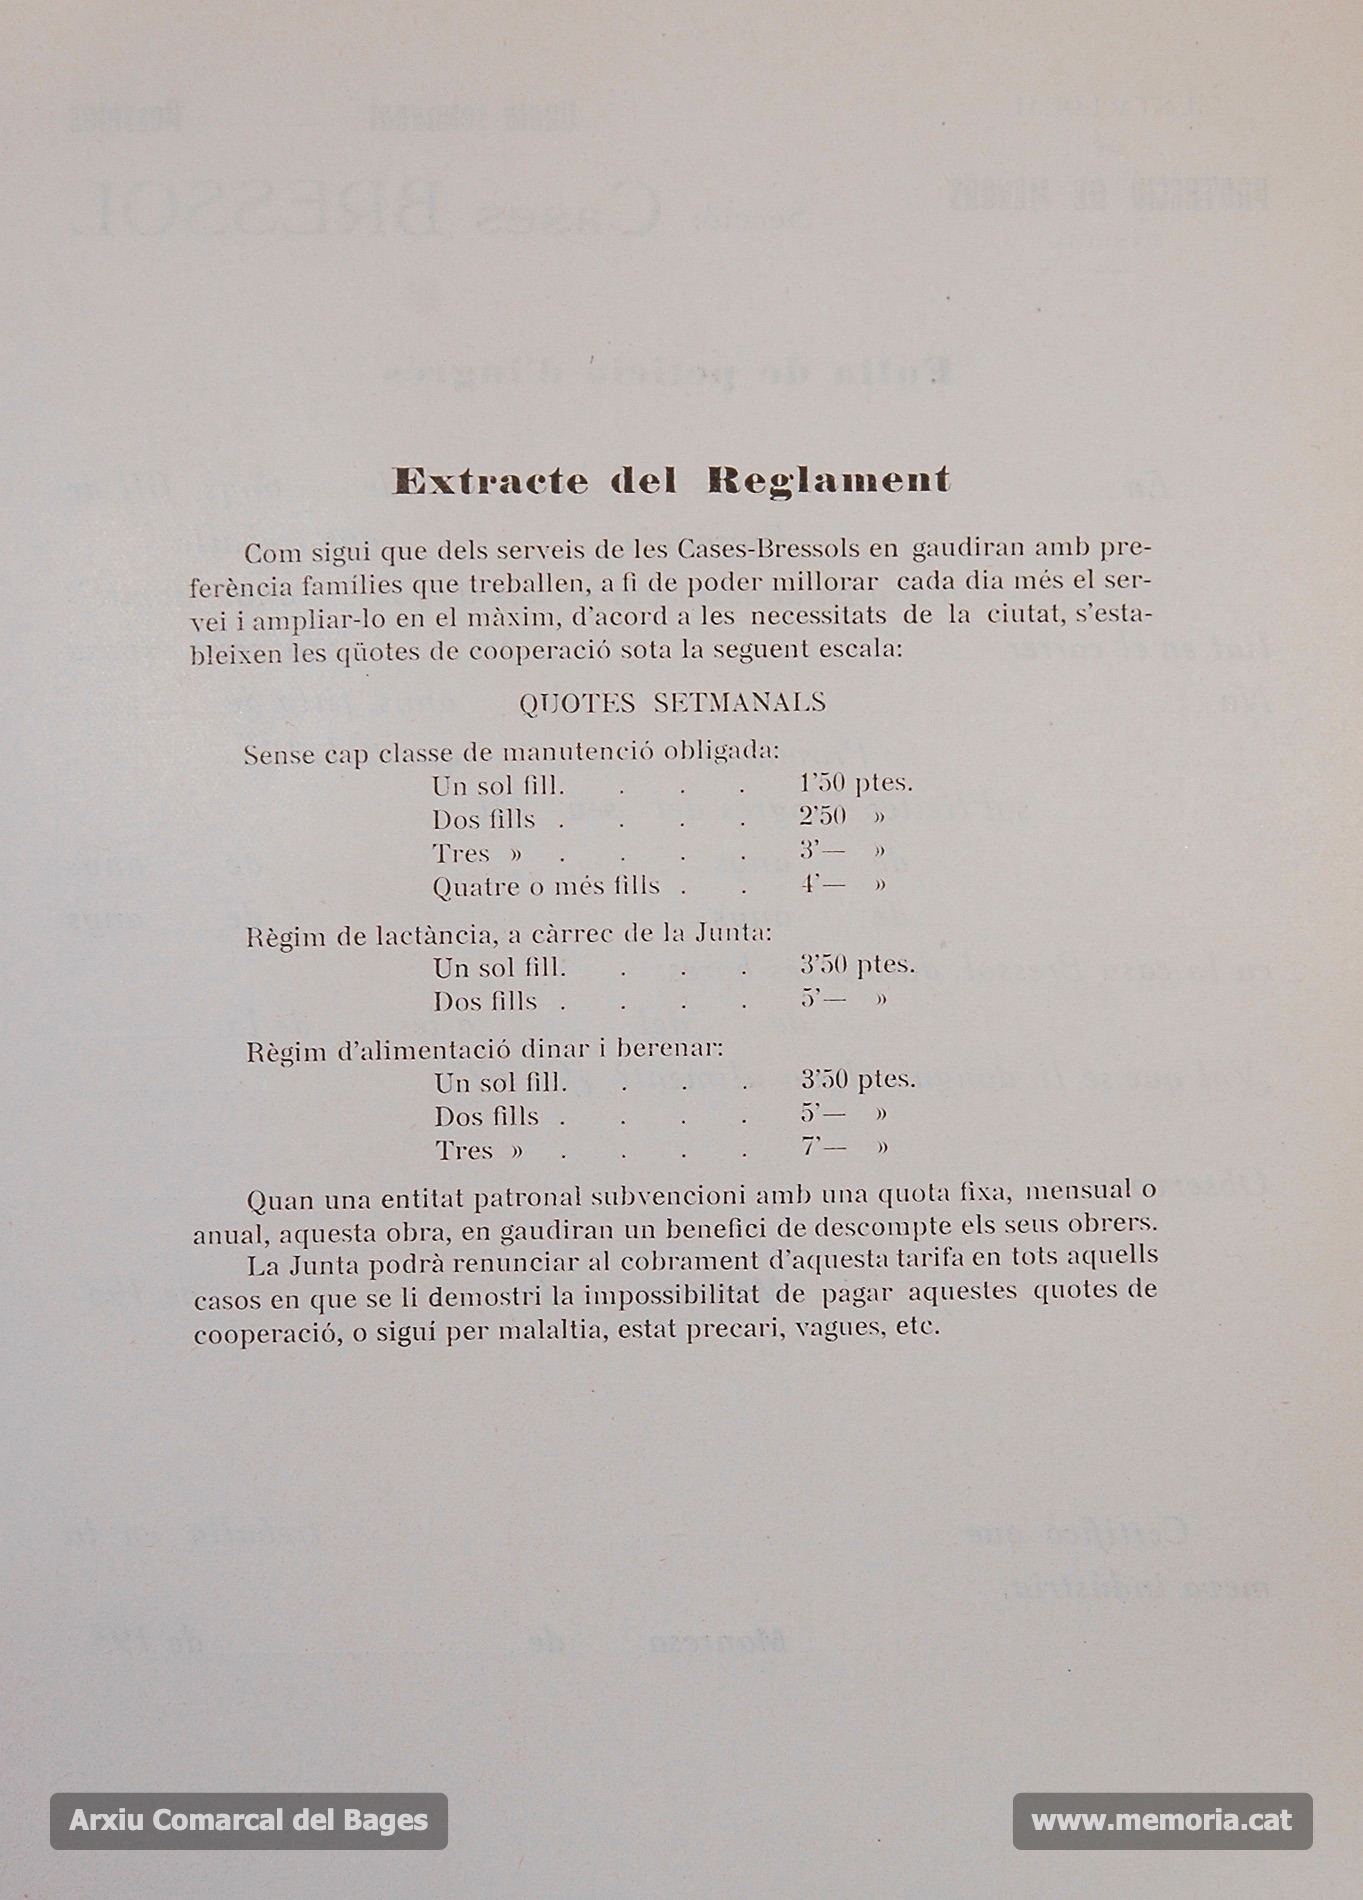 Extracte del Reglament
Com sigui que dels serveis de les Cases-Bressols en gaudiran amb pre-
ferència famílies que treballen, a fi de poder millorar cada dia més el ser-
vei i ampliar-lo en el màxim, d'acord a les necessitats de la ciutat, s'esta-
bleixen les qüotes de cooperació sota la seguent escala:
QUOTES SETMANALS
Sense cap classe de manutenció obligada:
Un sol fill. . . . 1'50 ptes.
Dos fills . . . . 2'50 »
Tres » . . . . 3'— »
Quatre o més fills . . 4'— »
Règim de lactància, a càrrec de la Junta:
Un sol fill. . . . 3'50 ptes.
Dos fills . . . . 5'— »
Règim d'alimentació dinar i berenar:
Un sol fill. . . . 3'50 ptes.
Dos fills . . . . 5'— »
Tres » . . . . 7'— »
Quan una entitat patronal subvencioni amb una quota fixa, mensual o
anual, aquesta obra, en gaudiran un benefici de descompte els seus obrers.
La Junta podrà renunciar al cobrament d'aquesta tarifa en tots aquells
casos en que se li demostri la impossibilitat de pagar aquestes quotes de
cooperació, o siguí per malaltia, estat precari, vagues, etc.
Arxiu Comarcal del Bages
www.memoria.cat